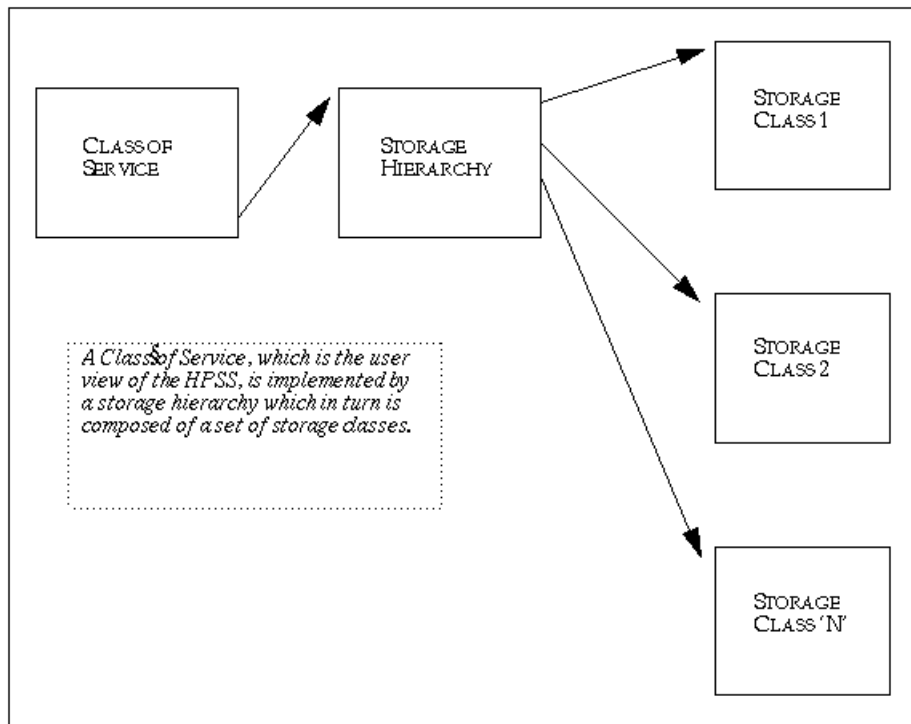 CLASS OF
SERVICE
STORAGE
HIERARCHY
STORAGE
CLASS 1
STORAGE
CLASS 2
STORAGE
CLASS 'N'
§
A Class of Service, which is the user
view of the HPSS, is implemented by
a storage hierarchy which in turn is
composed of a set of storage classes.